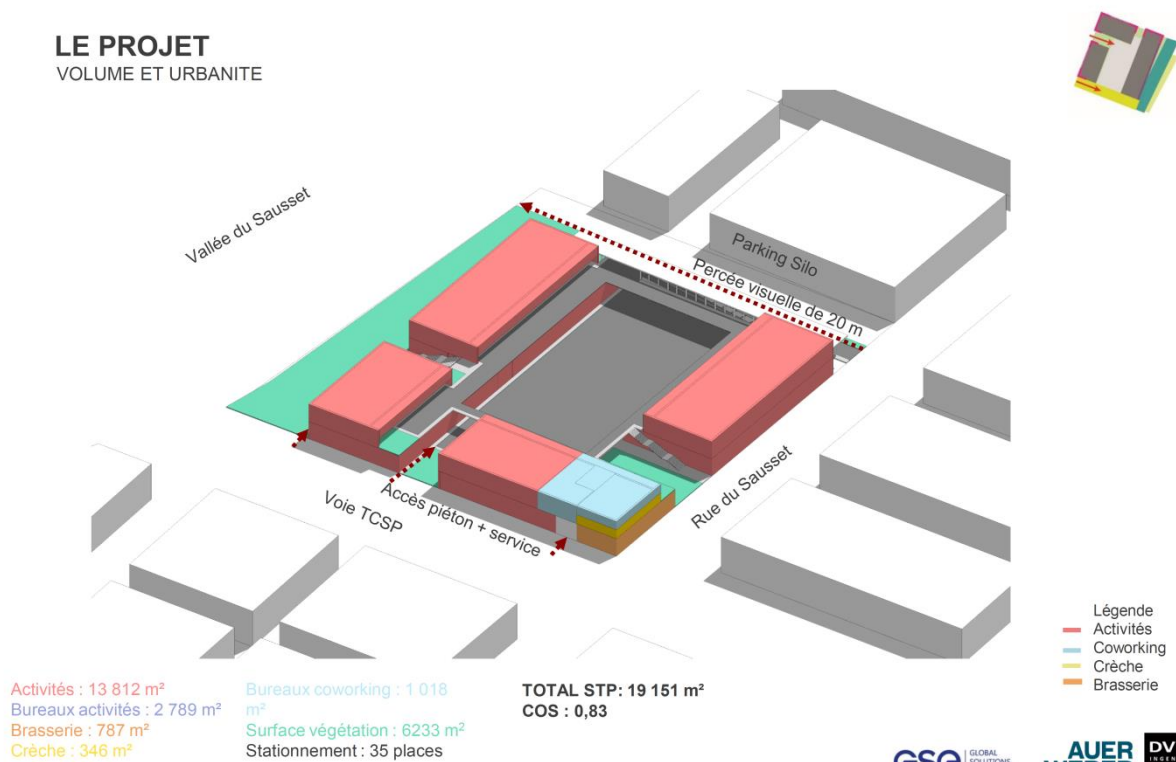 LE PROJET
VOLUME ET URBANITE
Vallée du Sausset
Parking Silo
Percée visuelle de 20 m
Rue du Sausset
Accès piéton + service
Voie TCSP
Légende
Activités
Coworking
Crèche
Brasserie
Activités : 13 812 m²
Bureaux activités : 2 789 m²
Brasserie : 787 m²
Crèche : 346 m²
Bureaux coworking : 1 018
m²
Surface végétation : 6233 m²
Stationnement : 35 places
TOTAL STP: 19 151 m²
COS : 0,83
GSE GLOBAL
AUER
DV